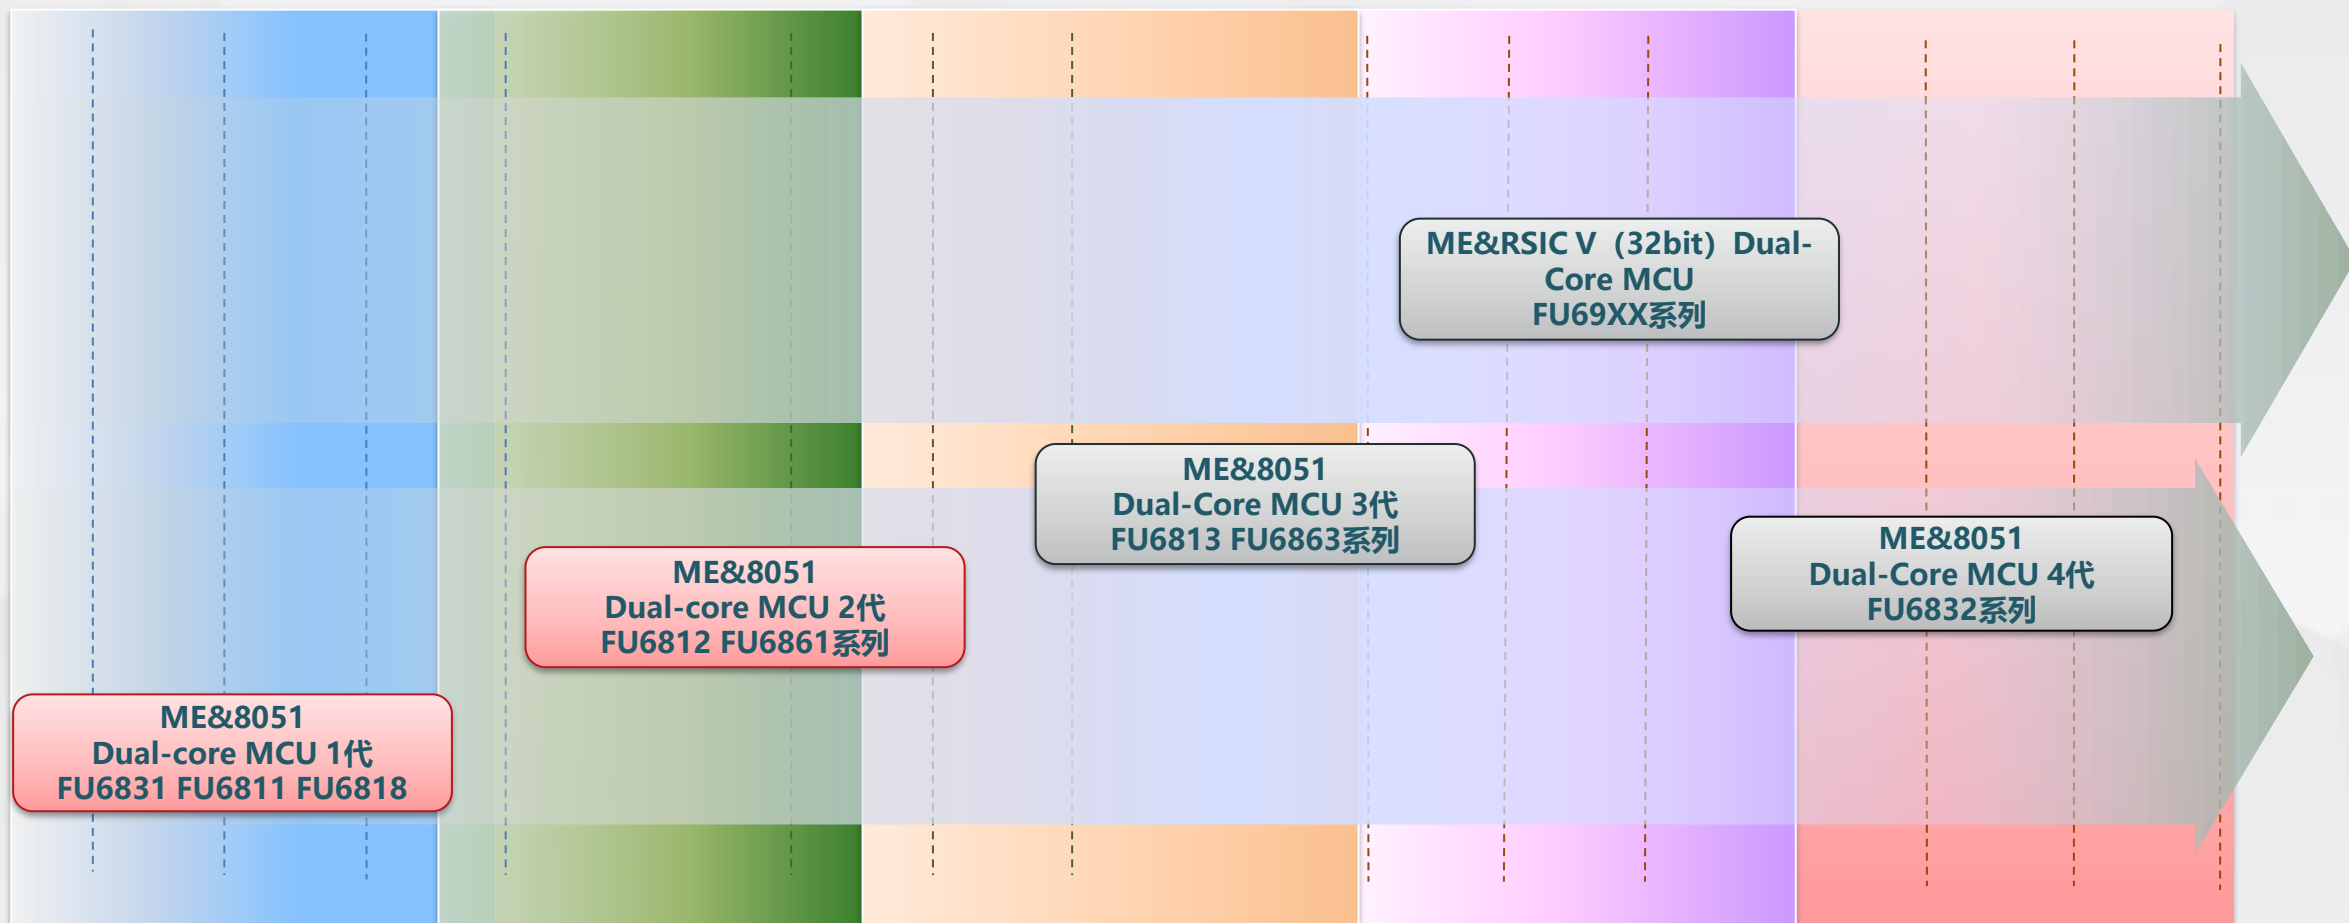 ME&RSIC V（32bit）Dual-
Core MCU
FU69XX系列
ME&8051
Dual-Core MCU 3代
FU6813 FU6863系列
ME&8051
Dual-Core MCU 4代
FU6832系列
ME&8051
Dual-core MCU 2代
FU6812 FU6861系列
ME&8051
Dual-core MCU 1代
FU6831 FU6811 FU6818